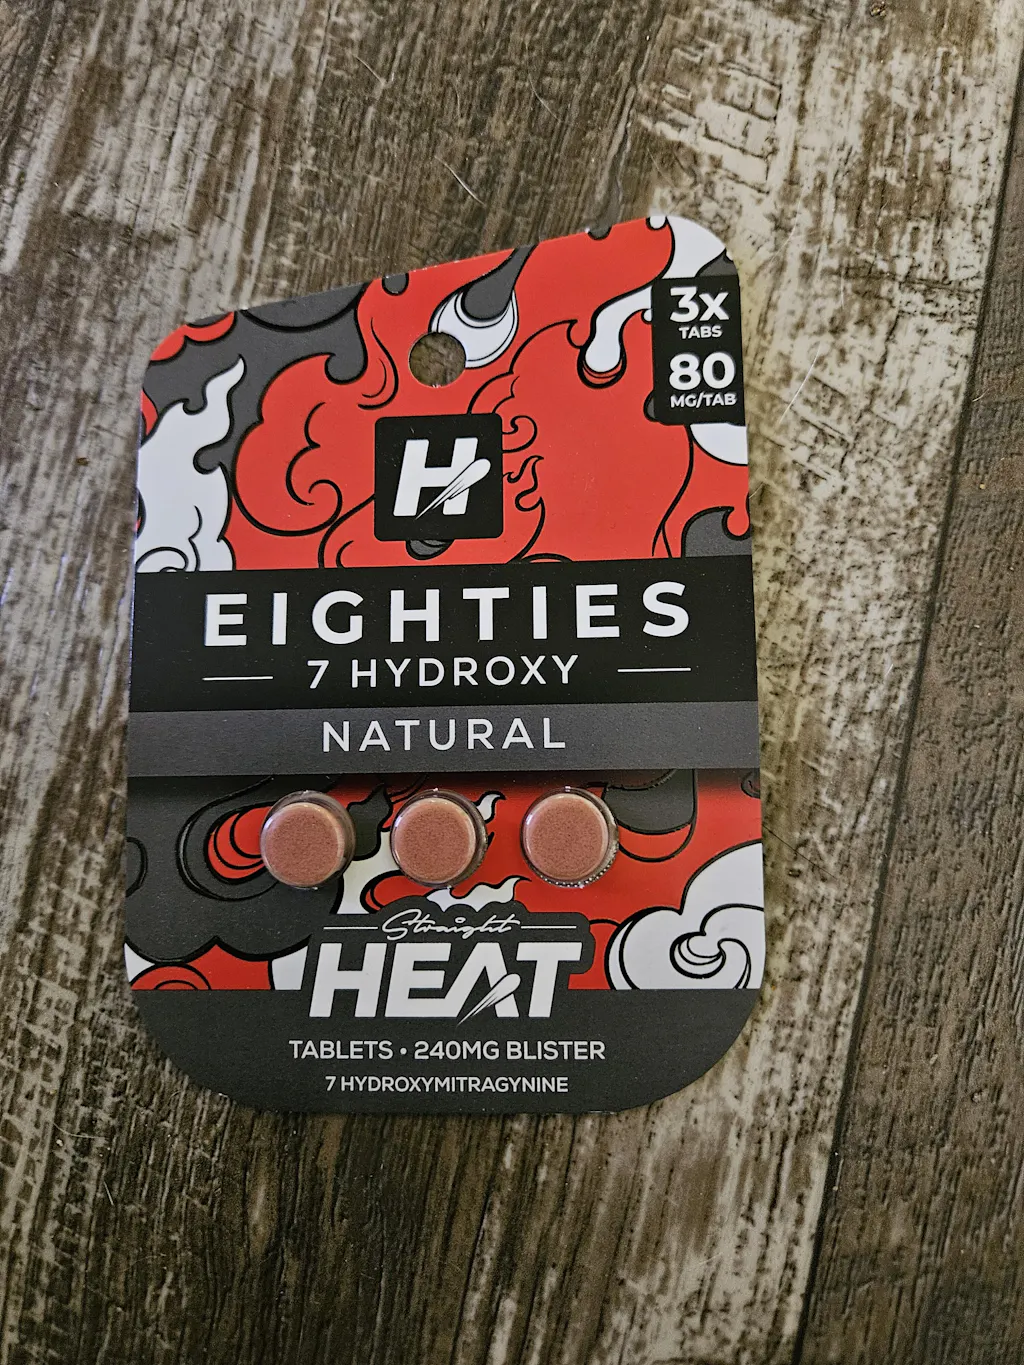 3x
TABS
80
MG/TAB
H
EIGHTIES
7 HYDROXY
NATURAL
Straight
HEAT
TABLETS • 240MG BLISTER
7 HYDROXYMITRAGYNINE